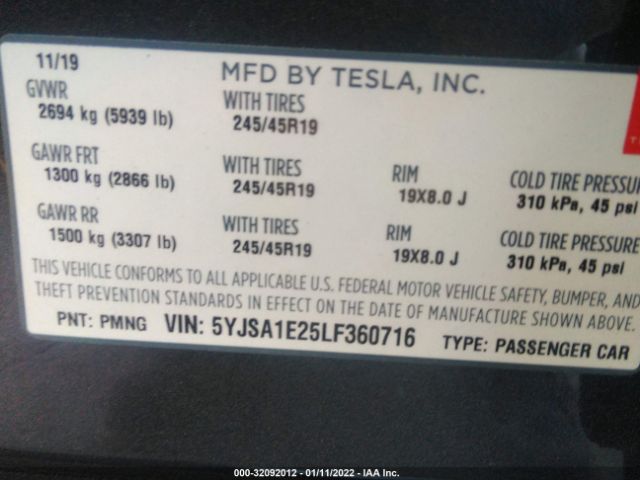 11/19
MFD BY TESLA, INC.
GVWR
2694 kg (5939 lb)
WITH TIRES
245/45R19
GAWR FRT
1300 kg (2866 lb)
WITH TIRES
245/45R19
RIM
19X8.0 J
COLD TIRE PRESSUR
310 kPa, 45 psi
GAWR RR
1500 kg (3307 lb)
WITH TIRES
245/45R19
RIM
19X8.0 J
COLD TIRE PRESSURE
310 kPa, 45 psi
THIS VEHICLE CONFORMS TO ALL APPLICABLE U.S. FEDERAL MOTOR VEHICLE SAFETY, BUMPER, AND
THEFT PREVENTION STANDARDS IN EFFECT ON THE DATE OF MANUFACTURE SHOWN ABOVE.
PNT: PMNG VIN: 5YJSA1E25LF360716 TYPE: PASSENGER CAR
000-32092012 - 01/11/2022 - IAA Inc.